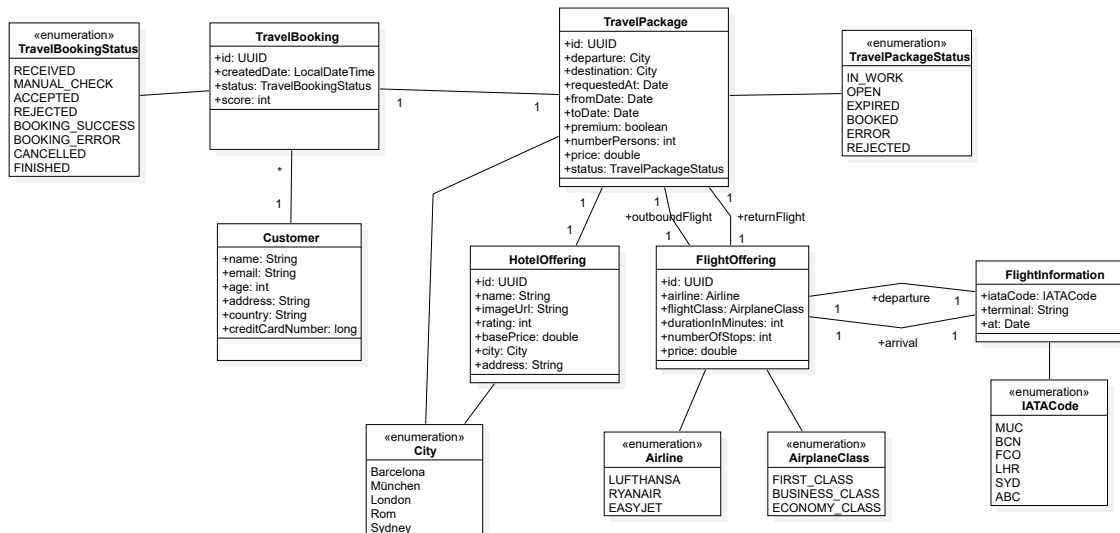 «enumeration»
TravelBookingStatus
RECEIVED
MANUAL_CHECK
ACCEPTED
REJECTED
BOOKING_SUCCESS
BOOKING_ERROR
CANCELLED
FINISHED
TravelBooking
+id: UUID
+createdDate: LocalDateTime
+status: TravelBookingStatus
+score: int
1
1
TravelPackage
+id: UUID
+departure: City
+destination: City
+requestedAt: Date
+fromDate: Date
+toDate: Date
+premium: boolean
+numberPersons: int
+price: double
+status: TravelPackageStatus
«enumeration»
TravelPackageStatus
IN_WORK
OPEN
EXPIRED
BOOKED
ERROR
REJECTED
*
1
Customer
+name: String
+email: String
+age: int
+address: String
+country: String
+creditCardNumber: long
1
1
1
+outboundFlight
1
1
+returnFlight
1
HotelOffering
+id: UUID
+name: String
+imageUrl: String
+rating: int
+basePrice: double
+city: City
+address: String
FlightOffering
+id: UUID
+airline: Airline
+flightClass: AirplaneClass
+durationInMinutes: int
+numberOfStops: int
+price: double
+departure
1
1
1
1
+arrival
FlightInformation
+iataCode: IATACode
+terminal: String
+at: Date
«enumeration»
City
Barcelona
München
London
Rom
Sydney
«enumeration»
Airline
LUFTHANSA
RYANAIR
EASYJET
«enumeration»
AirplaneClass
FIRST_CLASS
BUSINESS_CLASS
ECONOMY_CLASS
«enumeration»
IATACode
MUC
BCN
FCO
LHR
SYD
ABC